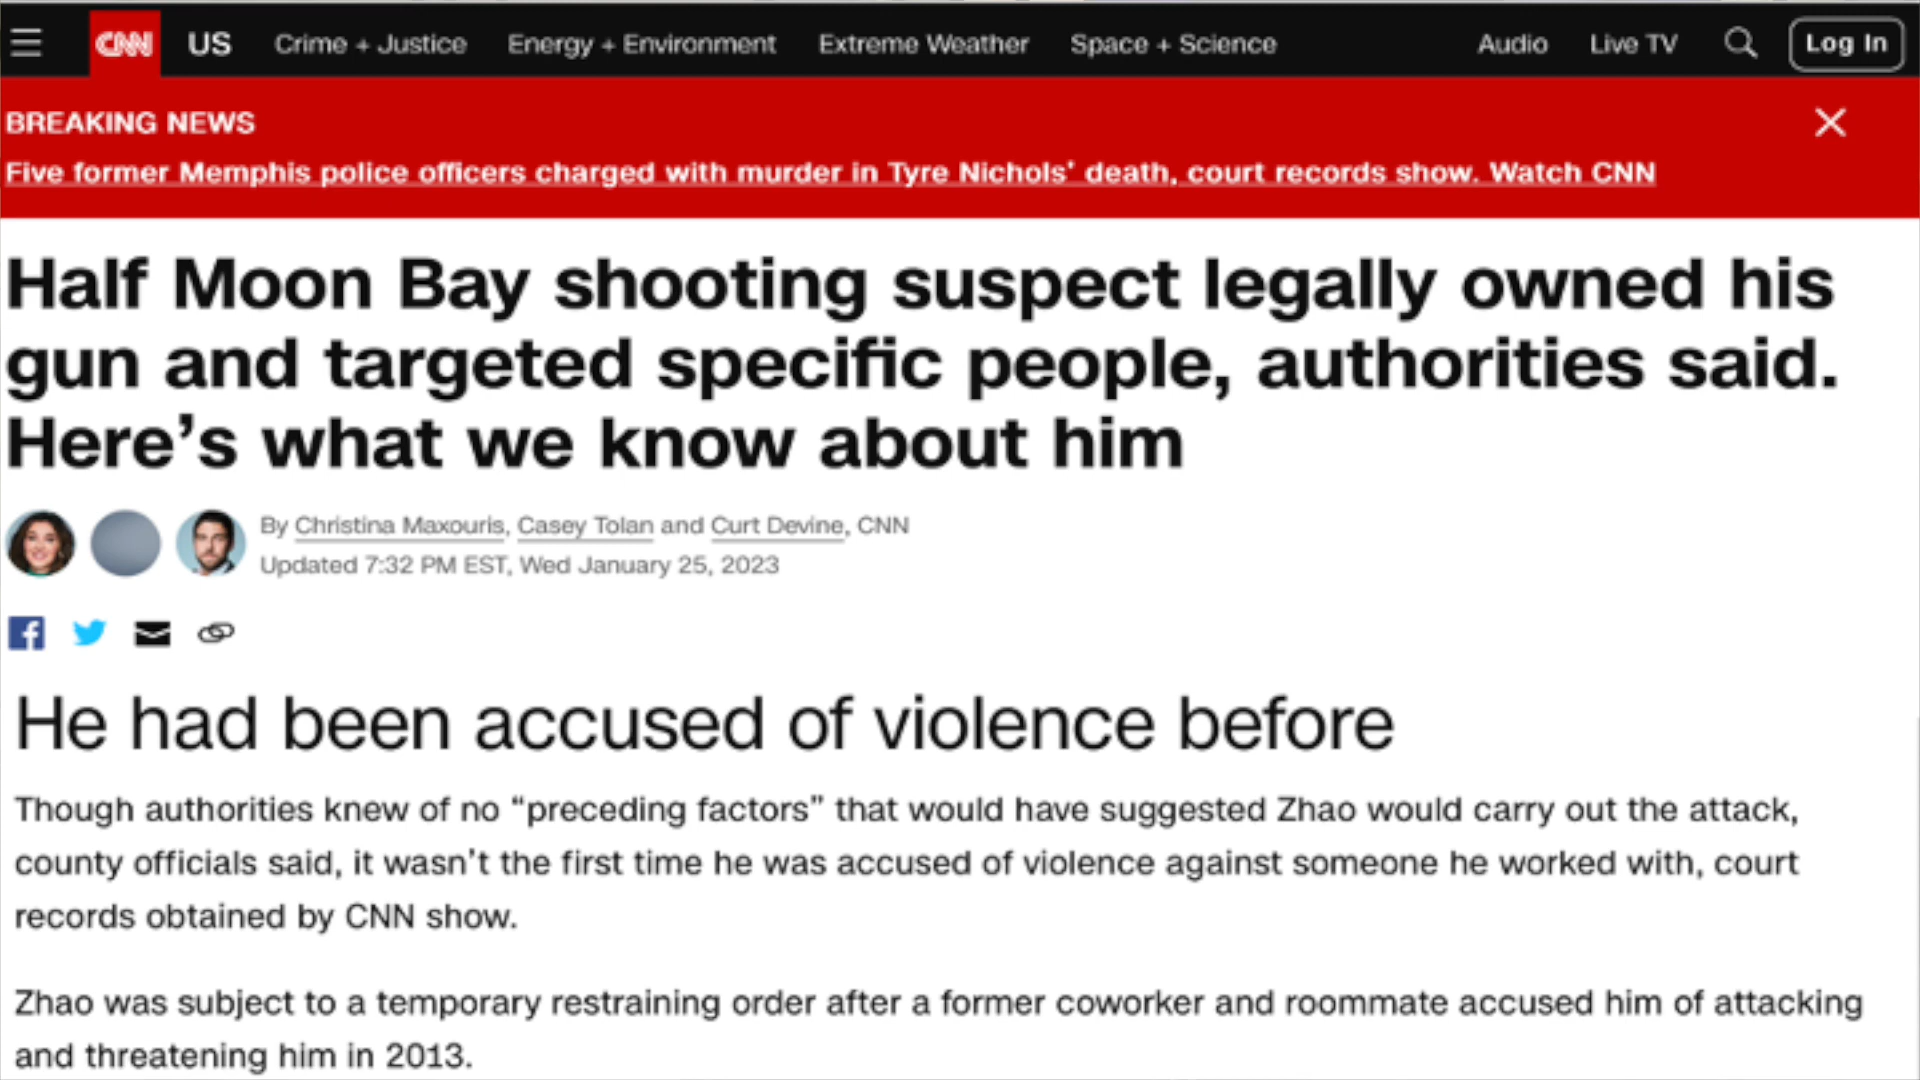 CNN US Crime + Justice Energy + Environment Extreme Weather Space + Science Audio Live TV Log In
BREAKING NEWS
Five former Memphis police officers charged with murder in Tyre Nichols' death, court records show. Watch CNN
Half Moon Bay shooting suspect legally owned his
gun and targeted specific people, authorities said.
Here’s what we know about him
By Christina Maxouris, Casey Tolan and Curt Devine, CNN
Updated 7:32 PM EST, Wed January 25, 2023
He had been accused of violence before
Though authorities knew of no “preceding factors” that would have suggested Zhao would carry out the attack,
county officials said, it wasn’t the first time he was accused of violence against someone he worked with, court
records obtained by CNN show.
Zhao was subject to a temporary restraining order after a former coworker and roommate accused him of attacking
and threatening him in 2013.